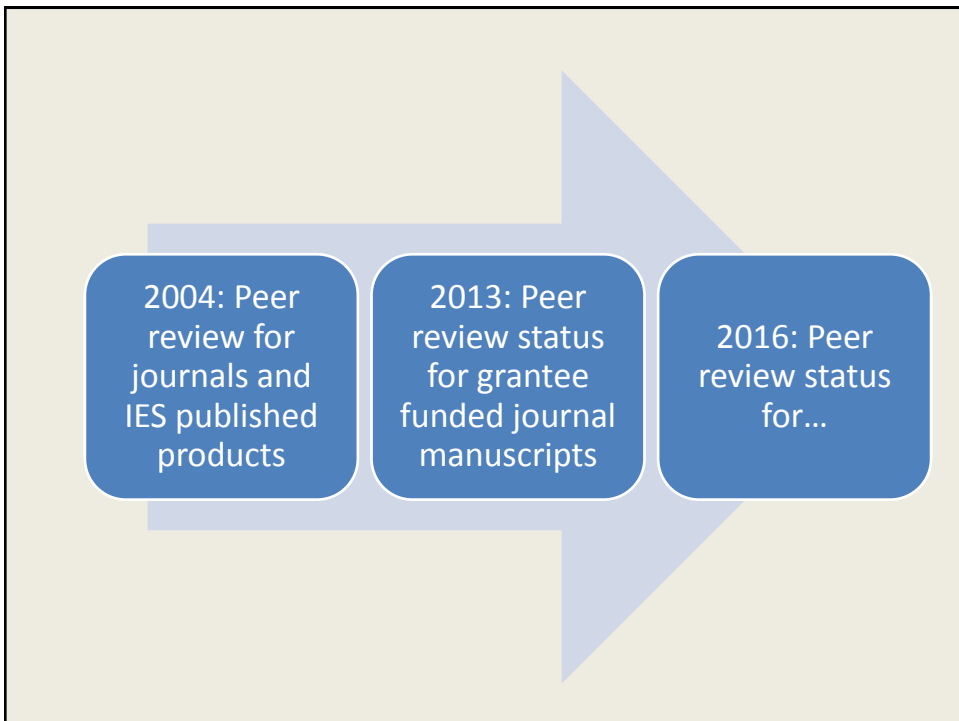 2004: Peer
review for
journals and
IES published
products
2013: Peer
review status
for grantee
funded journal
manuscripts
2016: Peer
review status
for…